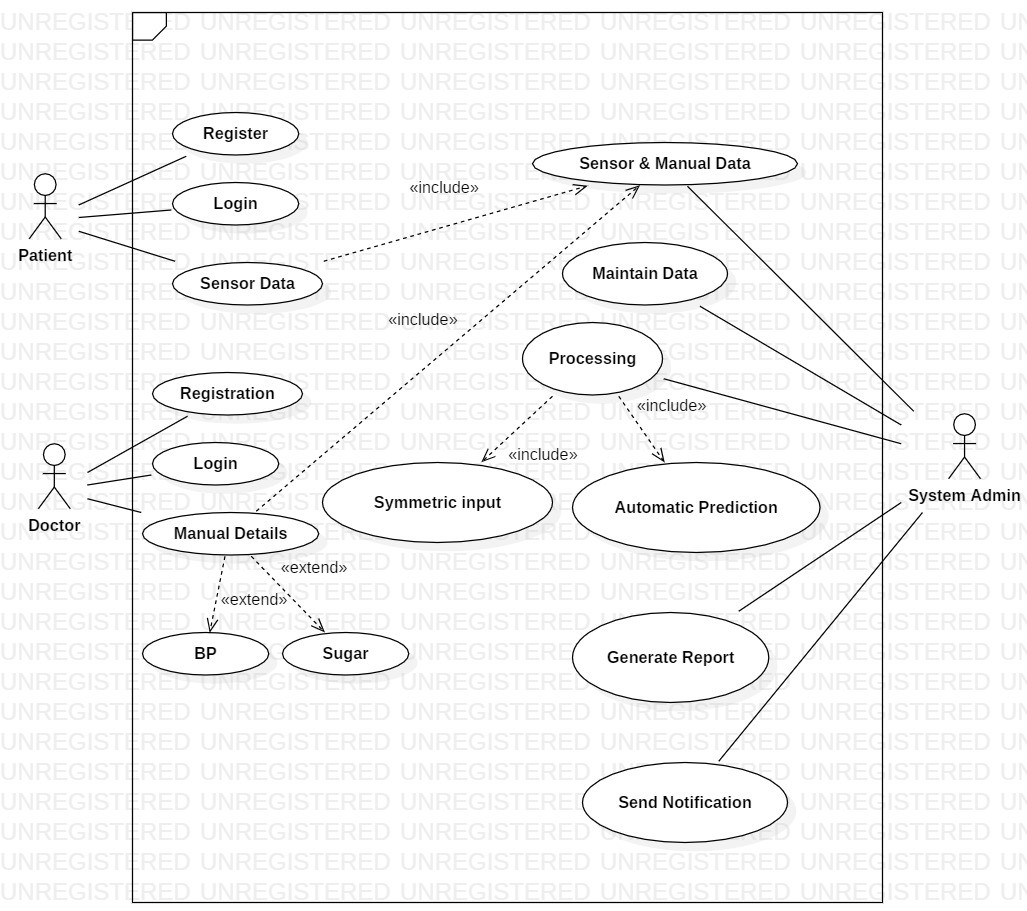 Register
Sensor & Manual Data
«include»
Login
Patient
Sensor Data
Maintain Data
«include»
Processing
Registration
«include»
System Admin
Login
«include»
Doctor
Symmetric input
Automatic Prediction
Manual Details
«extend»
«extend»
BP
Sugar
Generate Report
Send Notification
UNREGISTERED